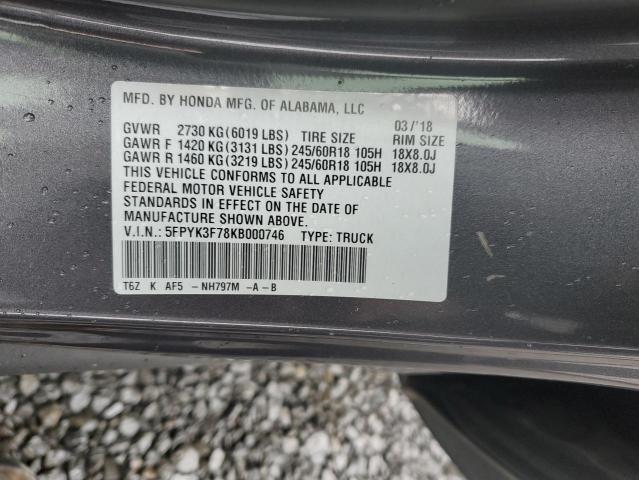 MFD. BY HONDA MFG. OF ALABAMA, LLC
03/'18
GVWR 2730 KG(6019 LBS) TIRE SIZE RIM SIZE
GAWR F 1420 KG(3131 LBS)245/60R18 105H 18X8.0J
GAWR R 1460 KG(3219 LBS)245/60R18 105H 18X8.0J
THIS VEHICLE CONFORMS TO ALL APPLICABLE
FEDERAL MOTOR VEHICLE SAFETY
STANDARDS IN EFFECT ON THE DATE OF
MANUFACTURE SHOWN ABOVE.
V.I.N.: 5FPYK3F78KB000746 TYPE: TRUCK
T6Z K AF5 -NH797M -A -B